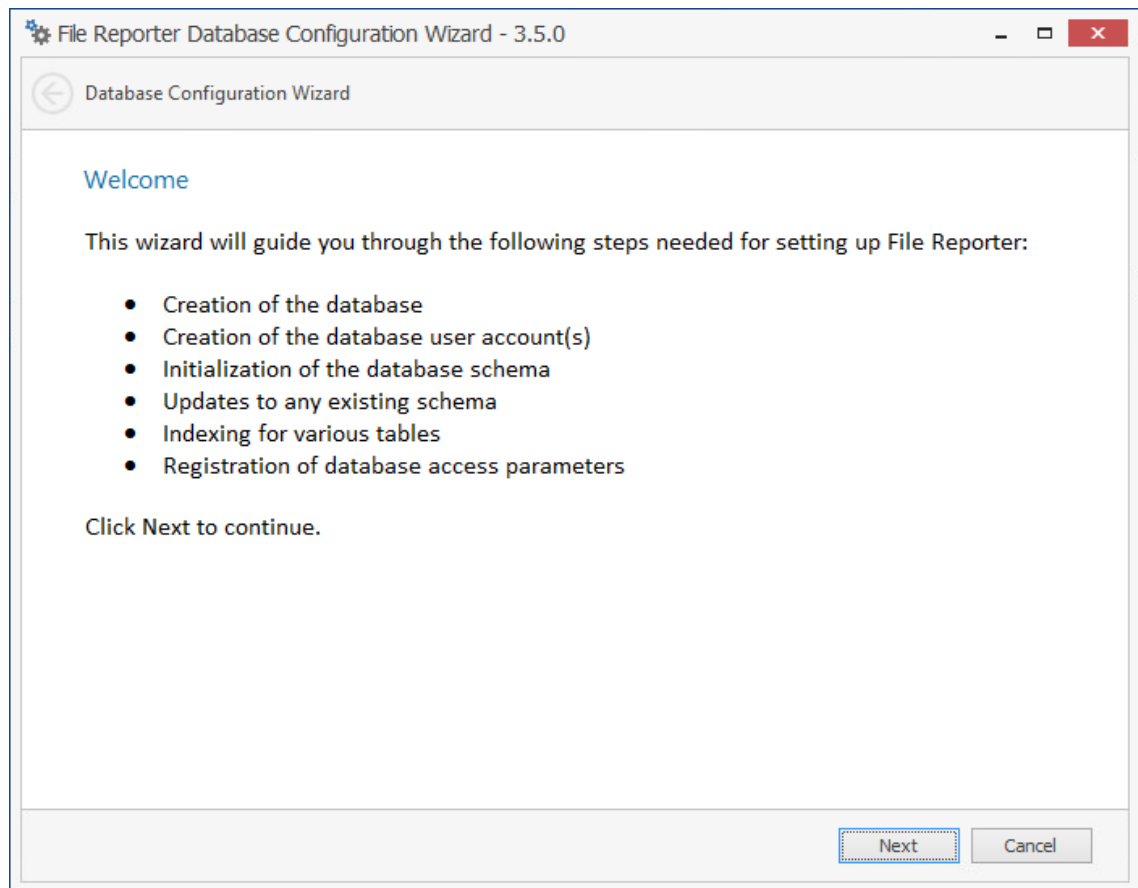 File Reporter Database Configuration Wizard - 3.5.0
Database Configuration Wizard
Welcome
This wizard will guide you through the following steps needed for setting up File Reporter:
● Creation of the database
● Creation of the database user account(s)
● Initialization of the database schema
● Updates to any existing schema
● Indexing for various tables
● Registration of database access parameters
Click Next to continue.
Next Cancel